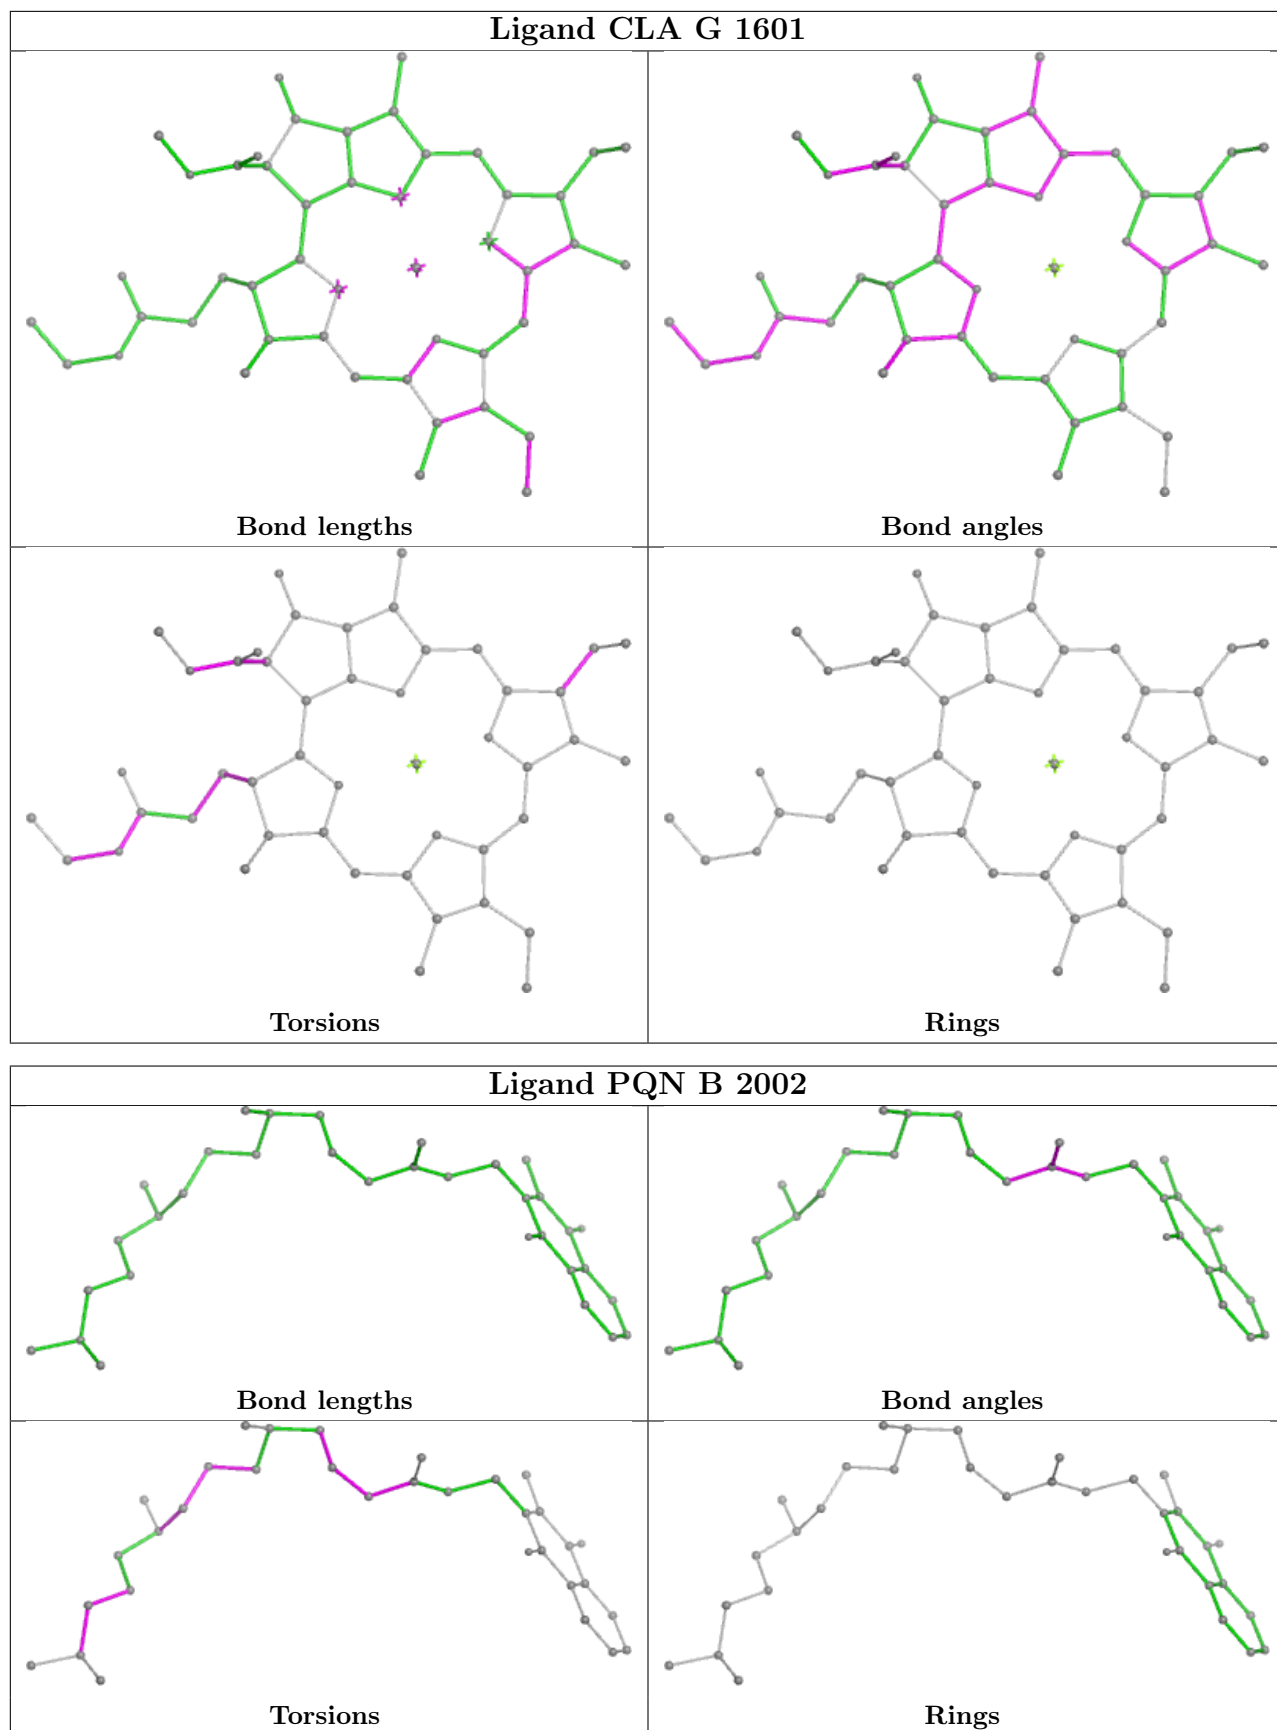 Ligand CLA G 1601
Bond lengths
Bond angles
Torsions
Rings
Ligand PQN B 2002
Bond lengths
Bond angles
Torsions
Rings